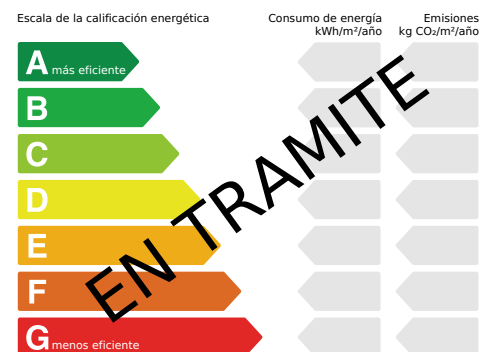 Escala de la calificación energética
Consumo de energía
kWh/m²/año
Emisiones
kg CO₂/m²/año
A más eficiente
B
C
D
E
F
G menos eficiente
EN TRAMITE